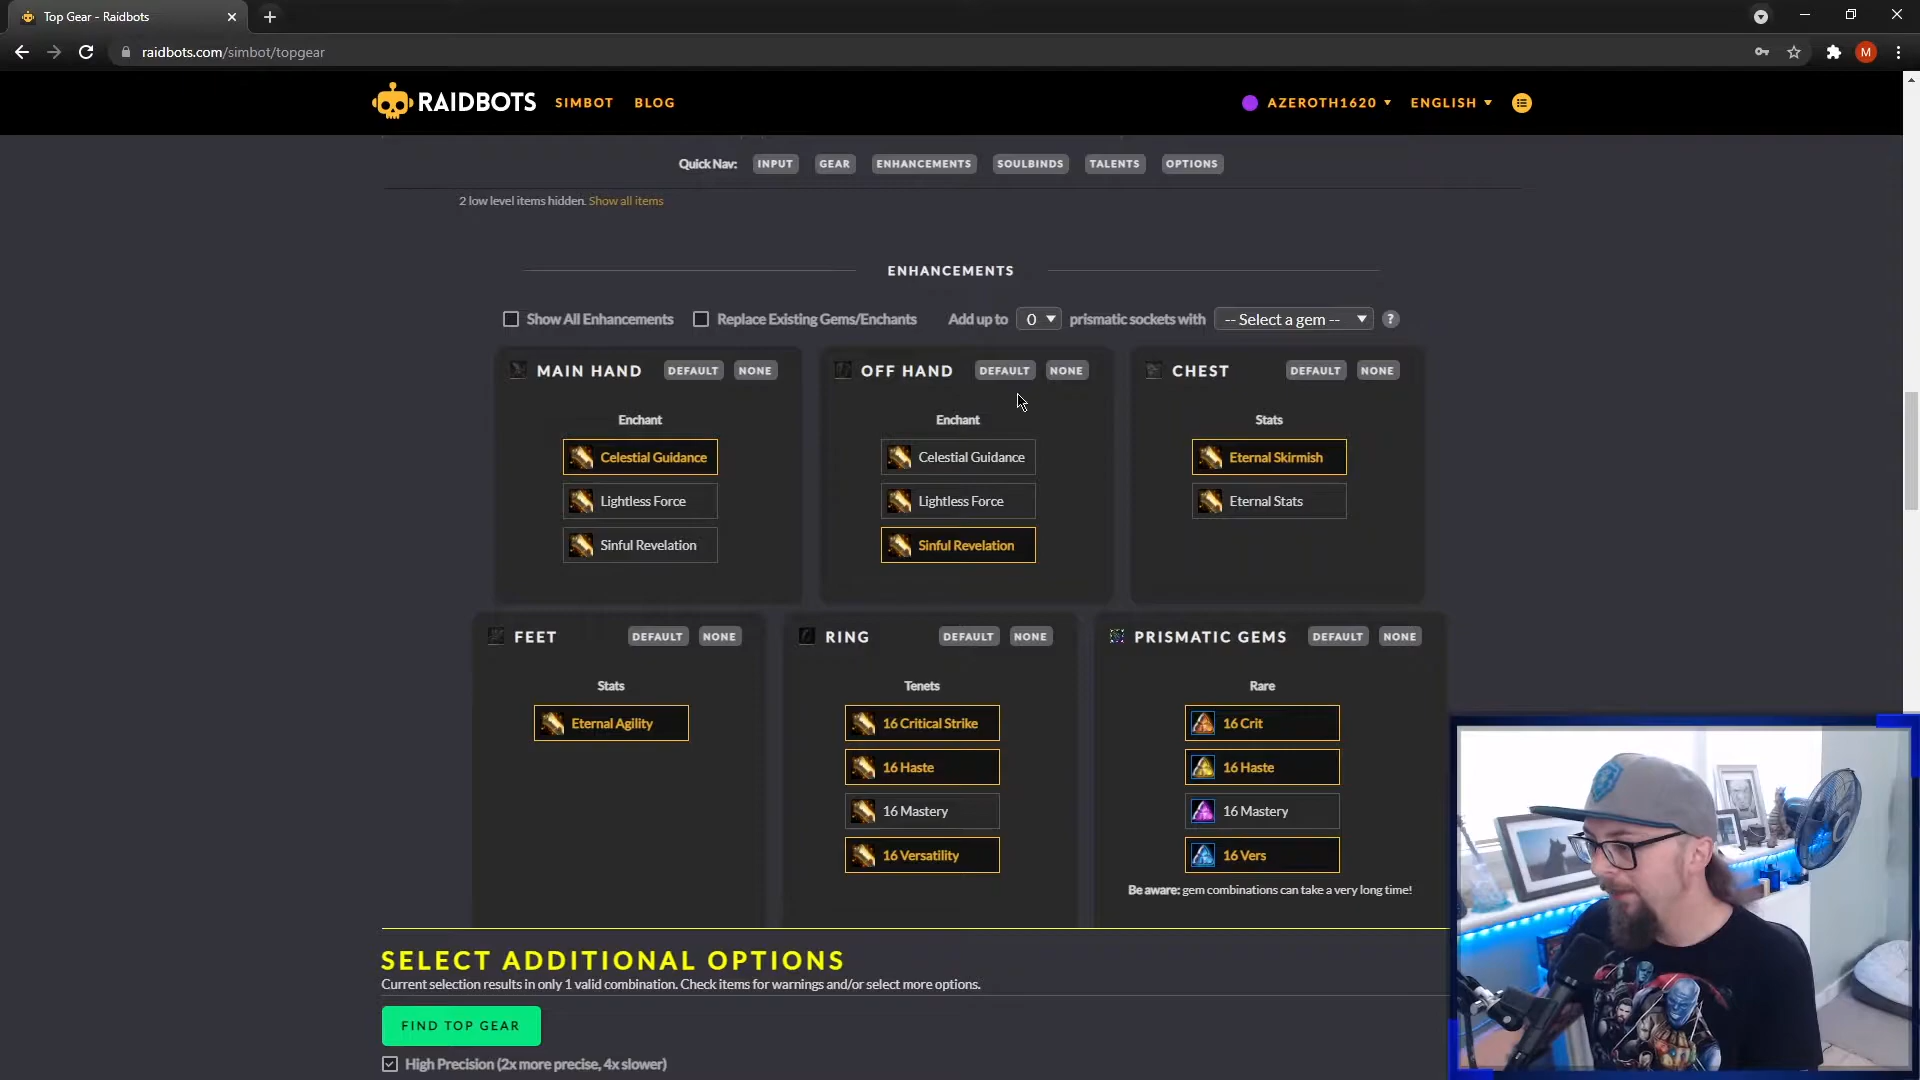 Top Gear - Raidbots
raidbots.com/simbot/topgear
M
RAIDBOTS
SIMBOT
BLOG
AZEROTH1620
ENGLISH
Quick Nav:
INPUT
GEAR
ENHANCEMENTS
SOULBINDS
TALENTS
OPTIONS
2 low level items hidden. Show all items
ENHANCEMENTS
Show All Enhancements
Replace Existing Gems/Enchants
Add up to 0 prismatic sockets with -- Select a gem -- ?
MAIN HAND
DEFAULT
NONE
Enchant
Celestial Guidance
Lightless Force
Sinful Revelation
OFF HAND
DEFAULT
NONE
Enchant
Celestial Guidance
Lightless Force
Sinful Revelation
CHEST
DEFAULT
NONE
Stats
Eternal Skirmish
Eternal Stats
FEET
DEFAULT
NONE
Stats
Eternal Agility
RING
DEFAULT
NONE
Tenets
16 Critical Strike
16 Haste
16 Mastery
16 Versatility
PRISMATIC GEMS
DEFAULT
NONE
Rare
16 Crit
16 Haste
16 Mastery
16 Vers
Be aware: gem combinations can take a very long time!
SELECT ADDITIONAL OPTIONS
Current selection results in only 1 valid combination. Check items for warnings and/or select more options.
FIND TOP GEAR
High Precision (2x more precise, 4x slower)